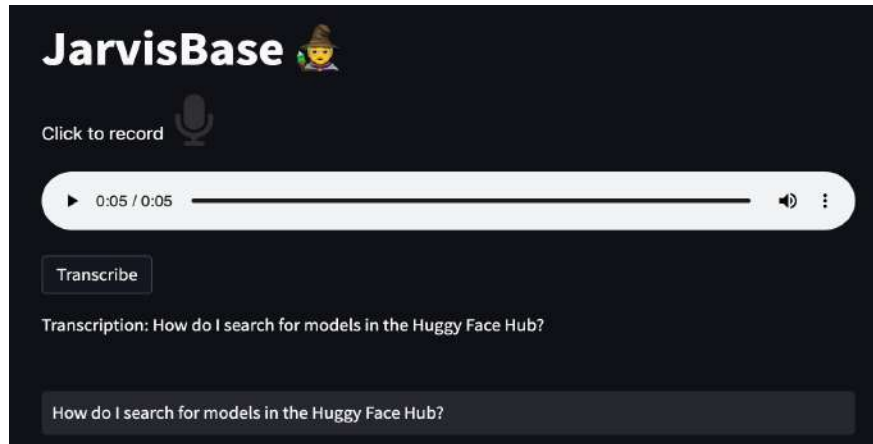 JarvisBase
Click to record
0:05 / 0:05
Transcribe
Transcription: How do I search for models in the Huggy Face Hub?
How do I search for models in the Huggy Face Hub?